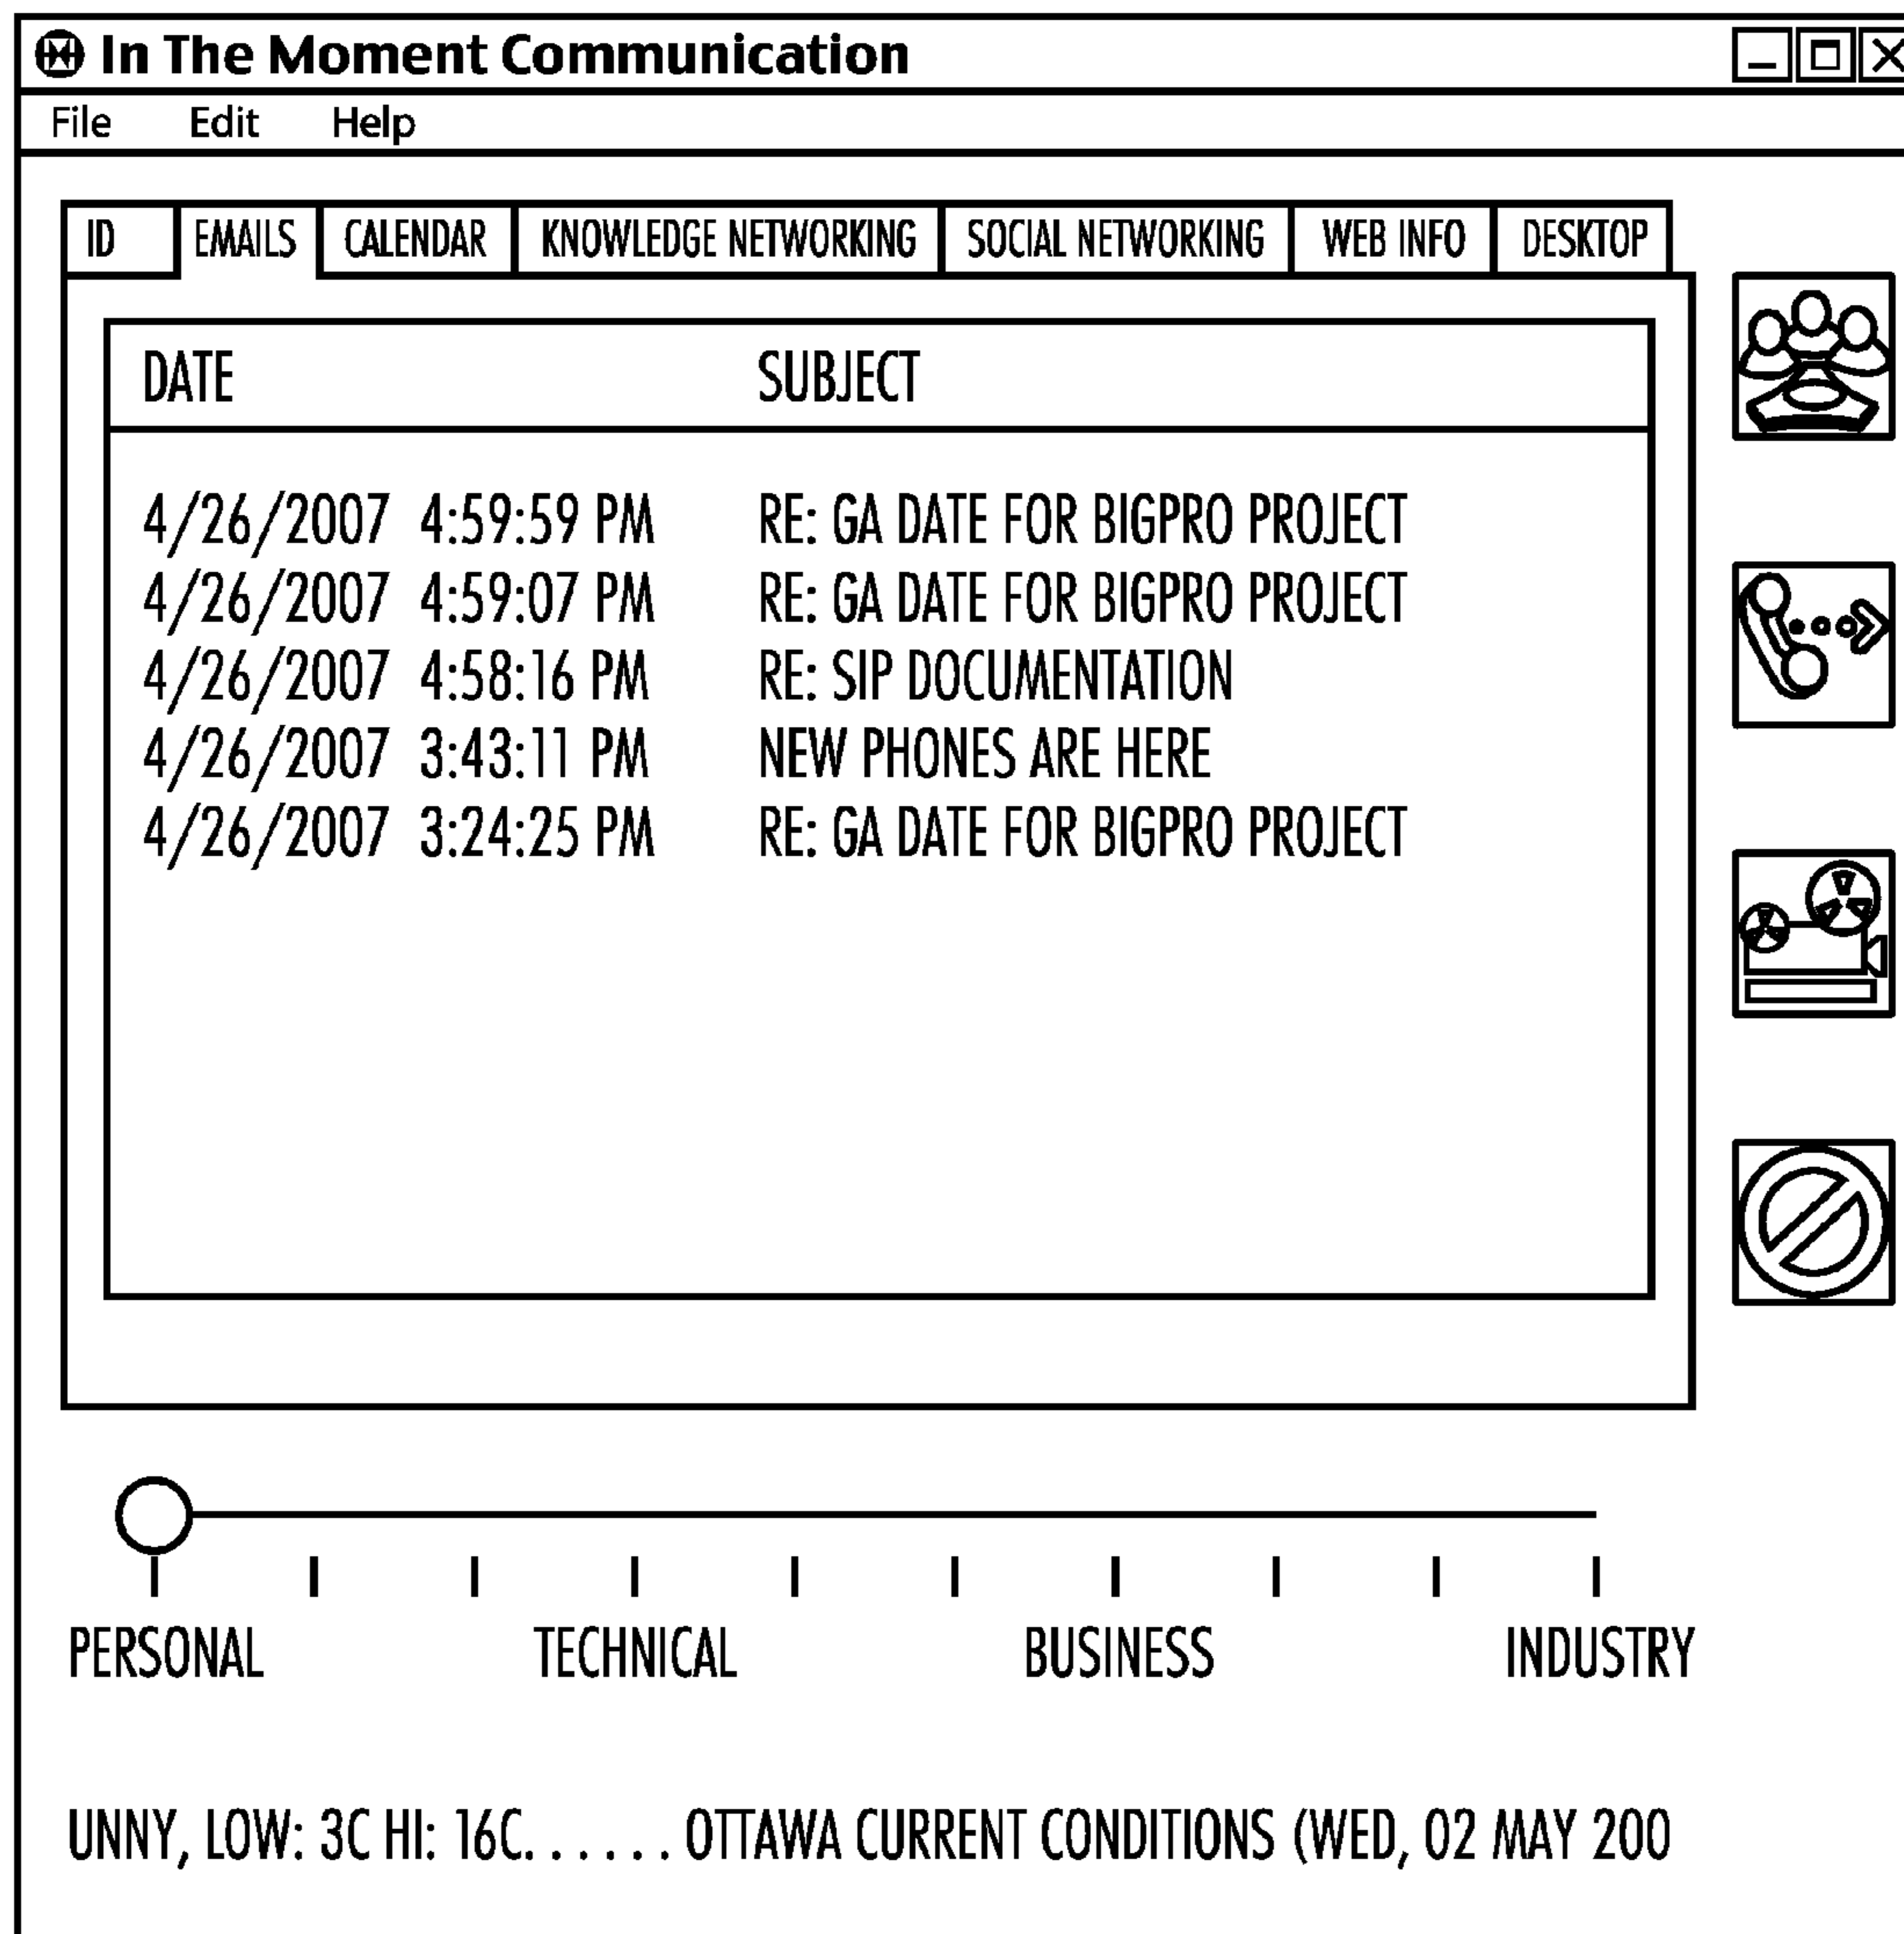 In The Moment Communication
File Edit Help
ID EMAILS CALENDAR KNOWLEDGE NETWORKING SOCIAL NETWORKING WEB INFO DESKTOP
DATE SUBJECT
4/26/2007 4:59:59 PM RE: GA DATE FOR BIGPRO PROJECT
4/26/2007 4:59:07 PM RE: GA DATE FOR BIGPRO PROJECT
4/26/2007 4:58:16 PM RE: SIP DOCUMENTATION
4/26/2007 3:43:11 PM NEW PHONES ARE HERE
4/26/2007 3:24:25 PM RE: GA DATE FOR BIGPRO PROJECT
PERSONAL TECHNICAL BUSINESS INDUSTRY
UNNY, LOW: 3C HI: 16C. . . . . . OTTAWA CURRENT CONDITIONS (WED, 02 MAY 200